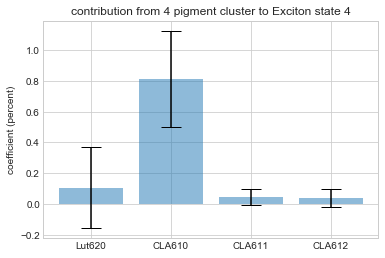 contribution from 4 pigment cluster to Exciton state 4
coefficient (percent)
1.0
0.8
0.6
0.4
0.2
0.0
−0.2
Lut620 CLA610 CLA611 CLA612